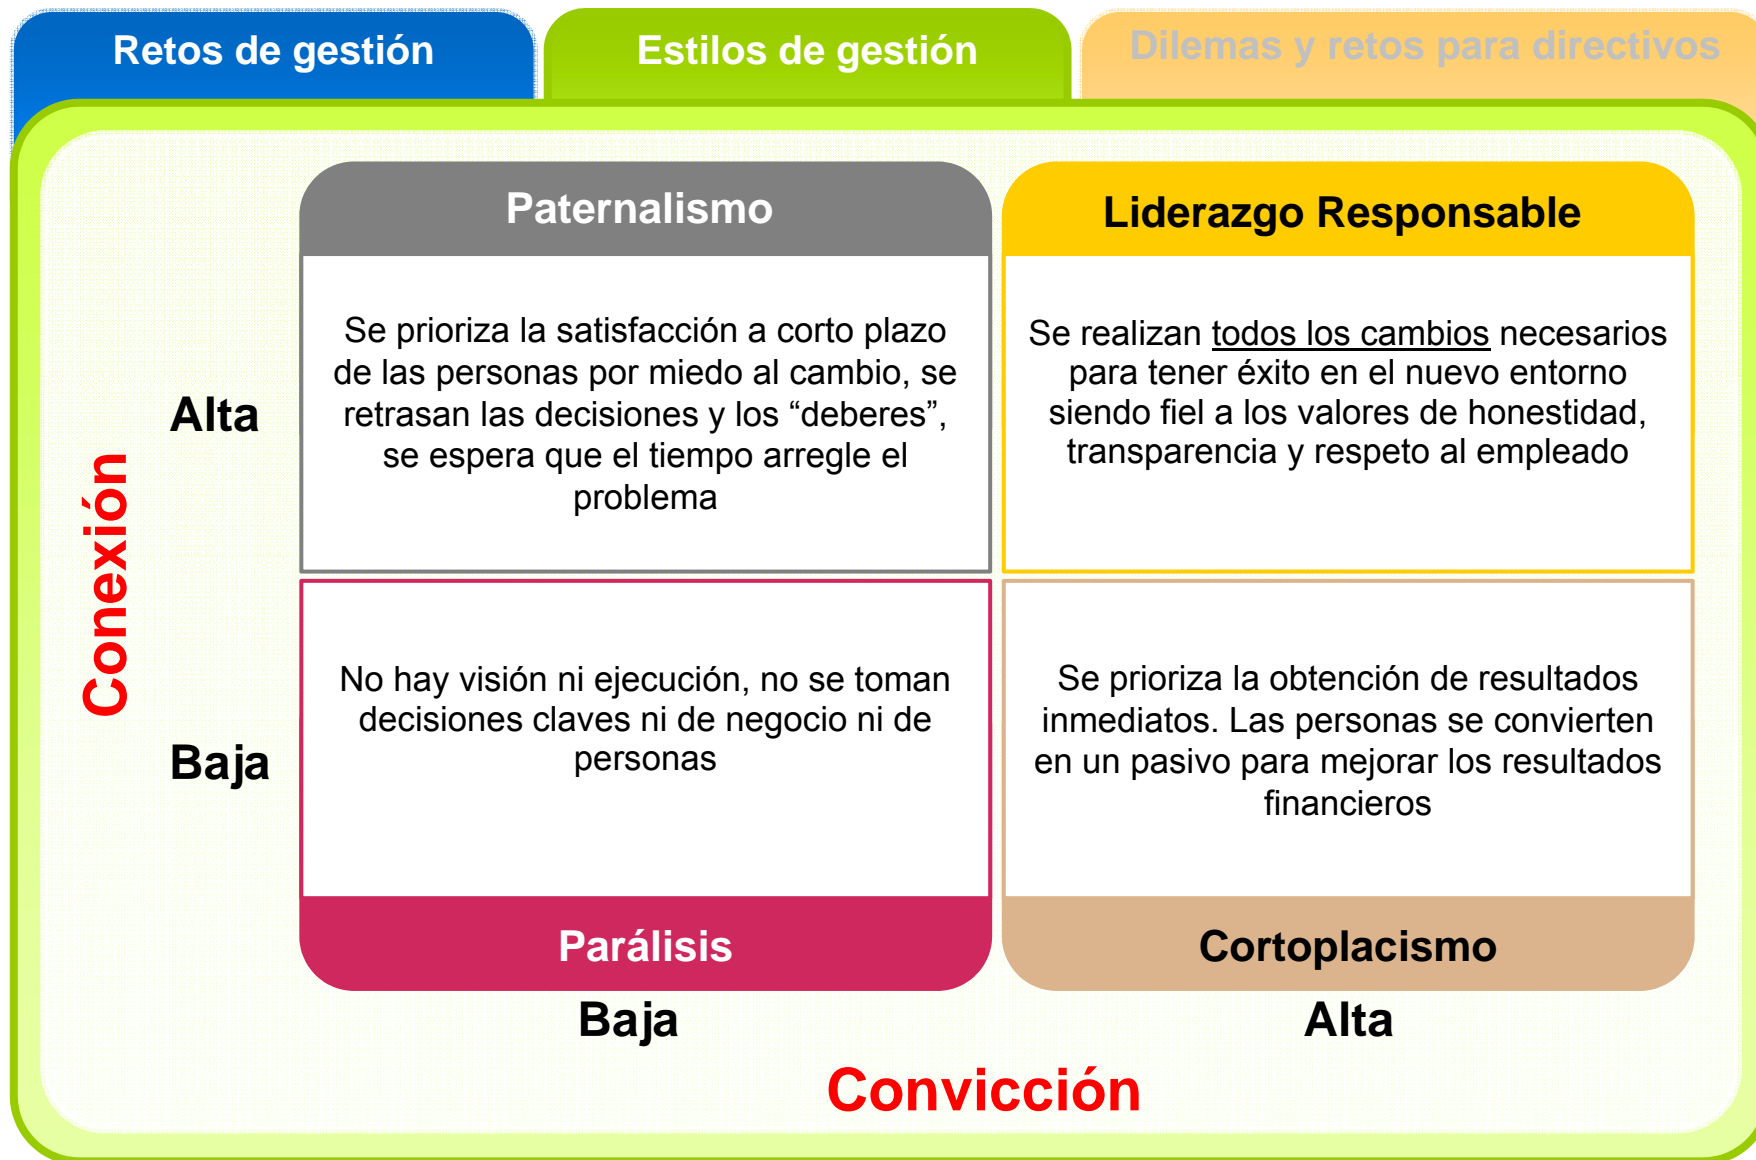 Retos de gestión
Estilos de gestión
Dilemas y retos para directivos
Paternalismo
Se prioriza la satisfacción a corto plazo
de las personas por miedo al cambio, se
retrasan las decisiones y los “deberes”,
se espera que el tiempo arregle el
problema
Liderazgo Responsable
Se realizan todos los cambios necesarios
para tener éxito en el nuevo entorno
siendo fiel a los valores de honestidad,
transparencia y respeto al empleado
Alta
Conexión
Baja
No hay visión ni ejecución, no se toman
decisiones claves ni de negocio ni de
personas
Parálisis
Se prioriza la obtención de resultados
inmediatos. Las personas se convierten
en un pasivo para mejorar los resultados
financieros
Cortoplacismo
Baja
Alta
Convicción